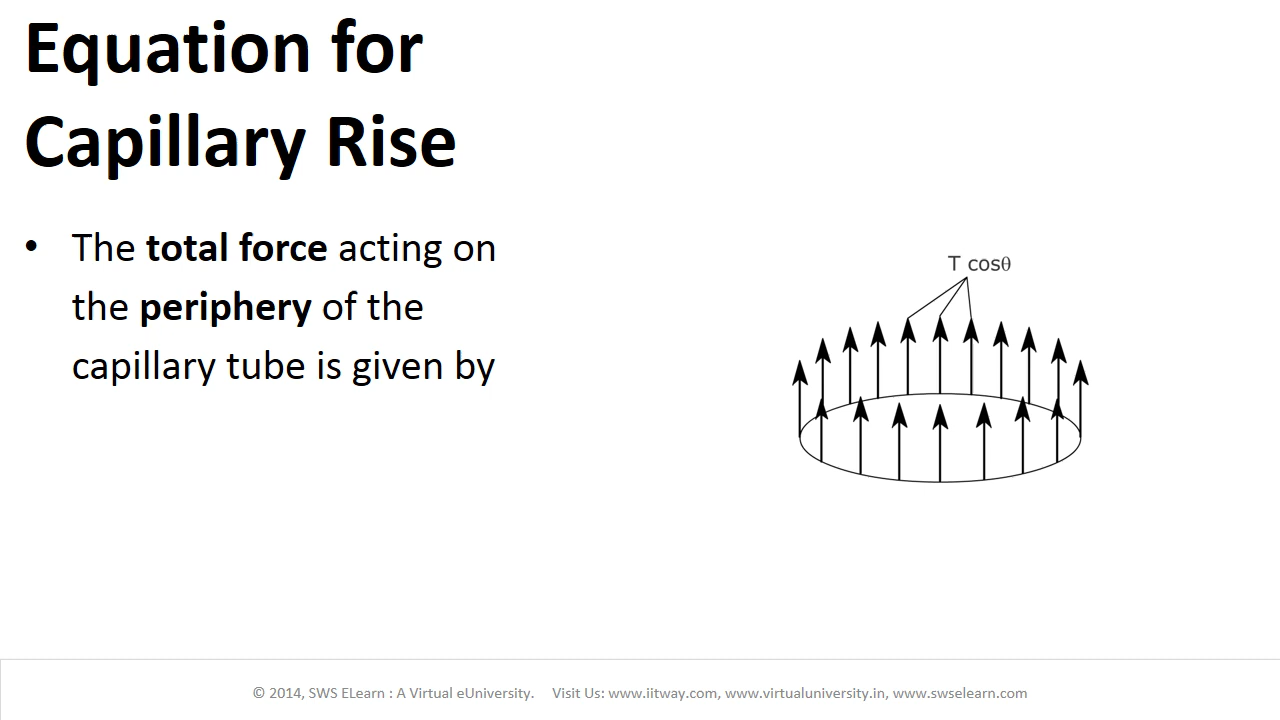 Equation for
Capillary Rise
• The total force acting on
the periphery of the
capillary tube is given by
T cosθ
© 2014, SWS ELearn : A Virtual eUniversity. Visit Us: www.iitway.com, www.virtualuniversity.in, www.swselearn.com